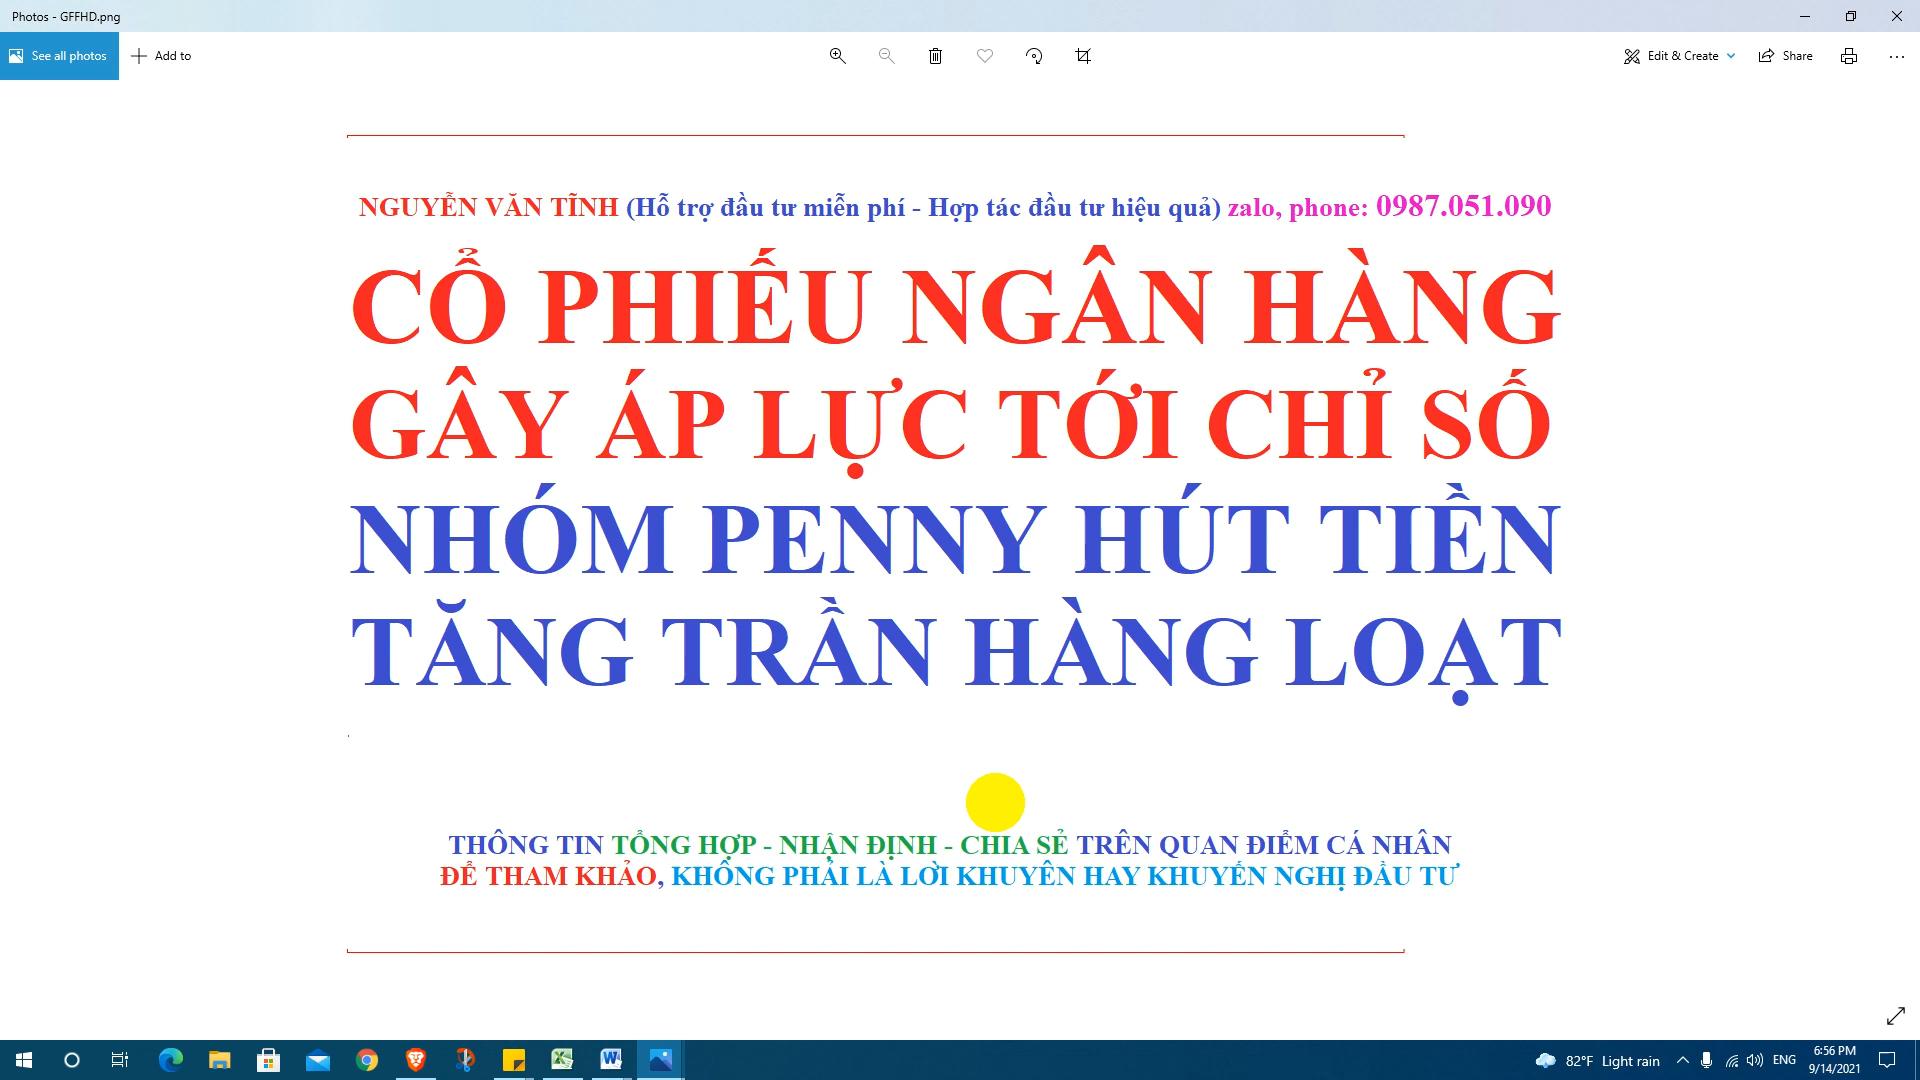 Photos - GFFHD.png
See all photos
Add to
Edit & Create
Share
NGUYỄN VĂN TĨNH (Hỗ trợ đầu tư miễn phí - Hợp tác đầu tư hiệu quả) zalo, phone: 0987.051.090
CỔ PHIẾU NGÂN HÀNG
GÂY ÁP LỰC TỚI CHỈ SỐ
NHÓM PENNY HÚT TIỀN
TĂNG TRẦN HÀNG LOẠT
THÔNG TIN TỔNG HỢP - NHẬN ĐỊNH - CHIA SẺ TRÊN QUAN ĐIỂM CÁ NHÂN
ĐỂ THAM KHẢO, KHÔNG PHẢI LÀ LỜI KHUYÊN HAY KHUYẾN NGHỊ ĐẦU TƯ
82°F Light rain
ENG
6:56 PM
9/14/2021